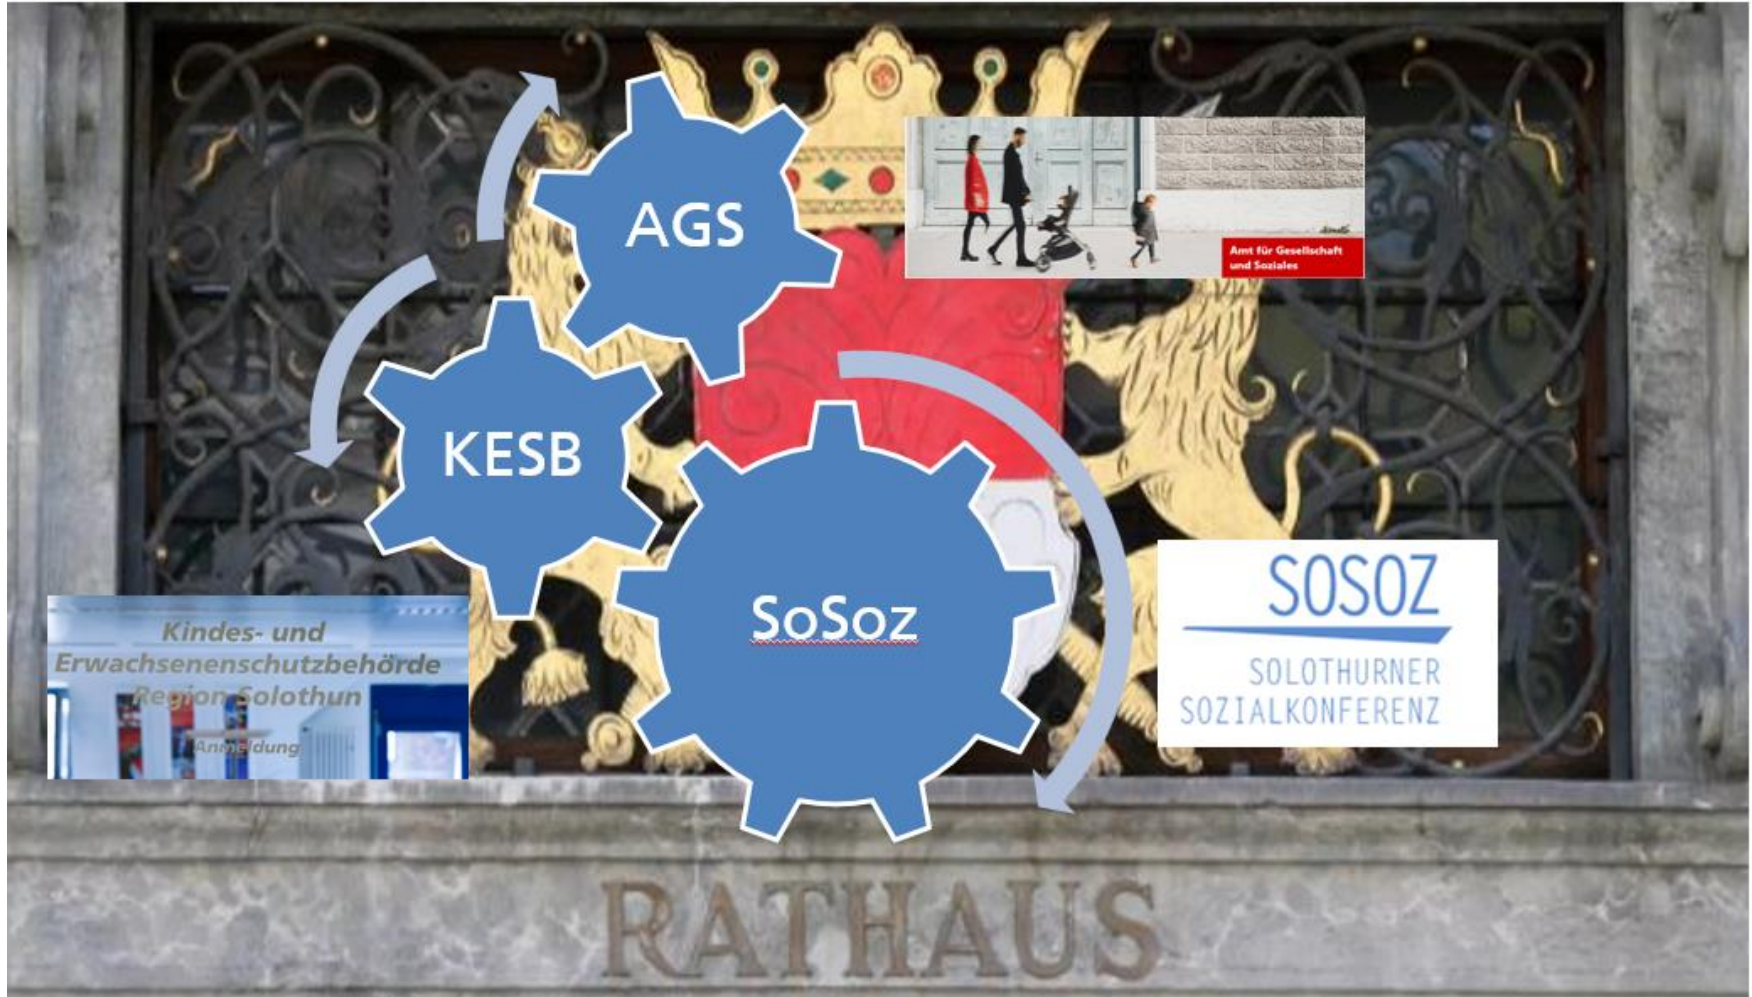 AGS
Amt für Gesellschaft
und Soziales
KESB
SoSoz
SOSOZ
SOLOTHURNER
SOZIALKONFERENZ
Kindes- und
Erwachsenenschutzbehörde
Region Solothun
Anmeldung
RATHAUS